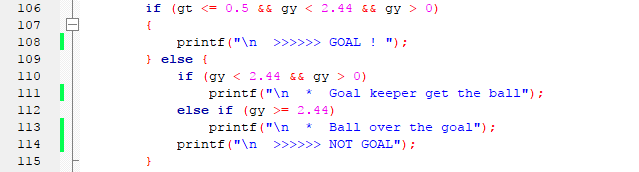 106 if (gt <= 0.5 && gy < 2.44 && gy > 0)
107 {
108 printf("\n  >>>>>> GOAL ! ");
109 } else {
110 if (gy < 2.44 && gy > 0)
111 printf("\n  *  Goal keeper get the ball");
112 else if (gy >= 2.44)
113 printf("\n  *  Ball over the goal");
114 printf("\n  >>>>>> NOT GOAL");
115 }